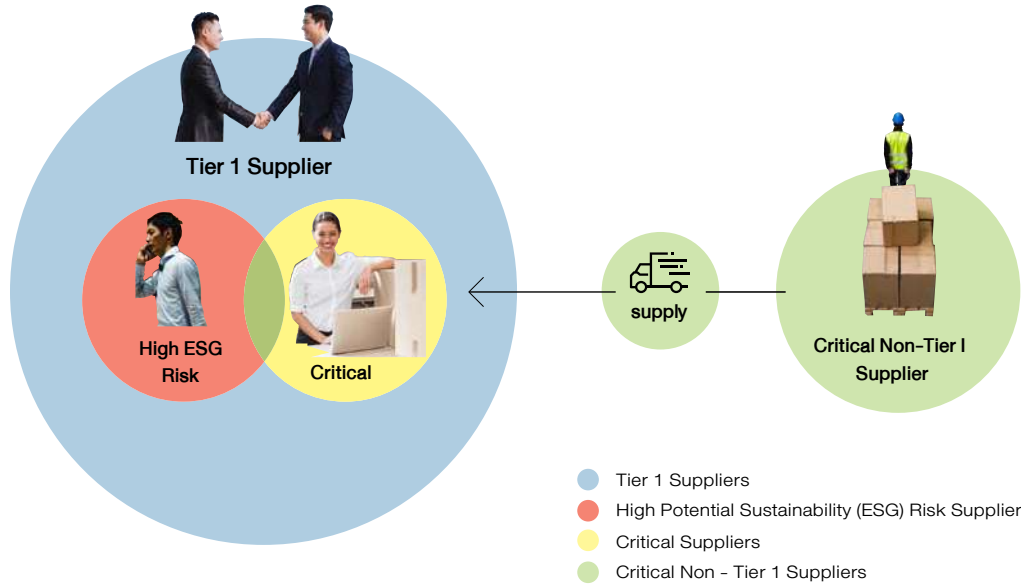 Tier 1 Supplier
High ESG
Risk
Critical
supply
Critical Non-Tier I
Supplier
Tier 1 Suppliers
High Potential Sustainability (ESG) Risk Supplier
Critical Suppliers
Critical Non - Tier 1 Suppliers